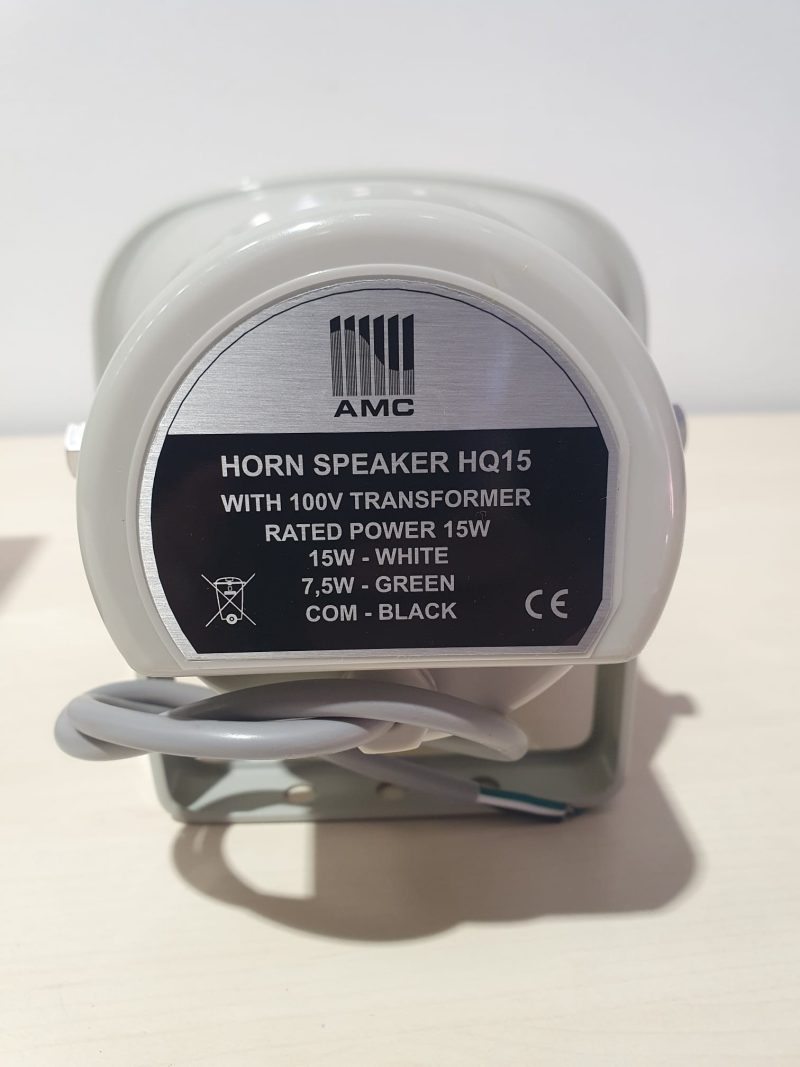 AMC
HORN SPEAKER HQ15
WITH 100V TRANSFORMER
RATED POWER 15W
15W - WHITE
7,5W - GREEN
COM - BLACK
CE